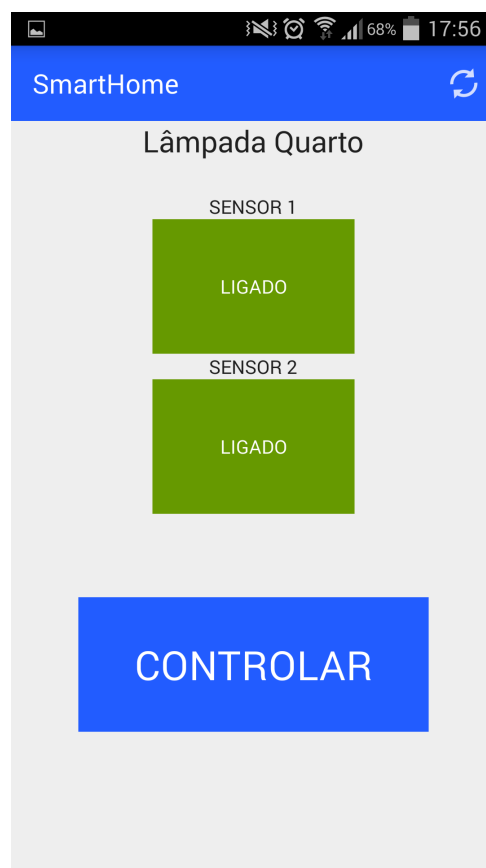 68% 17:56
SmartHome
Lâmpada Quarto
SENSOR 1
LIGADO
SENSOR 2
LIGADO
CONTROLAR